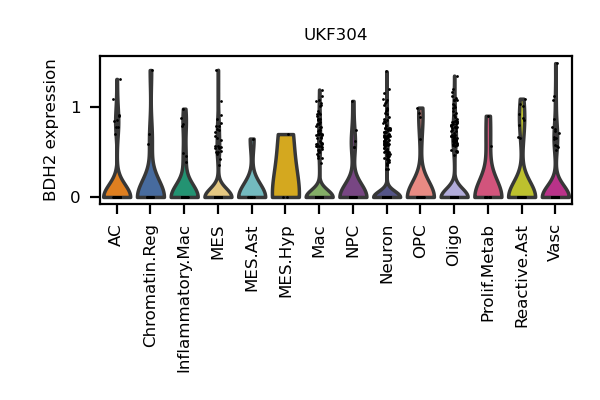 UKF304
BDH2 expression
1
0
AC
Chromatin.Reg
Inflammatory.Mac
MES
MES.Ast
MES.Hyp
Mac
NPC
Neuron
OPC
Oligo
Prolif.Metab
Reactive.Ast
Vasc